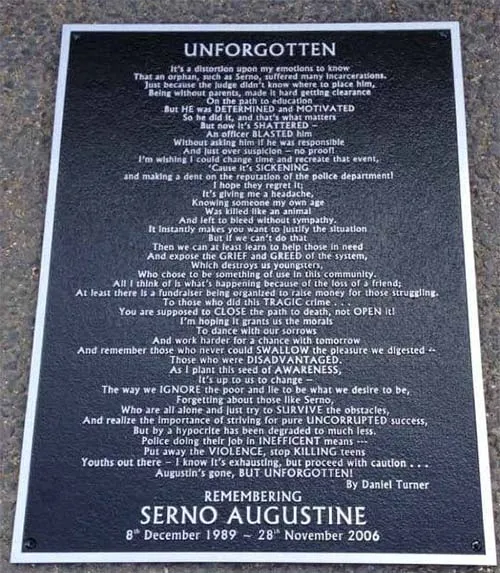 UNFORGOTTEN
It's a distortion upon my emotions to know
That an orphan, such as Serno, suffered many incarcerations.
Just because the judge didn't know where to place him,
Being without parents, made it hard getting clearance
On the path to education
But HE was DETERMINED and MOTIVATED
So he did it, and that's what matters
But now it's SHATTERED –
An officer BLASTED him
Without asking him if he was responsible
And just over suspicion – no proof!
I'm wishing I could change time and recreate that event,
'Cause it's SICKENING
and making a dent on the reputation of the police department!
I hope they regret it;
It's giving me a headache,
Knowing someone my own age
Was killed like an animal
And left to bleed without sympathy.
It instantly makes you want to justify the situation
But if we can't do that
Then we can at least learn to help those in need
And expose the GRIEF and GREED of the system,
Which destroys us youngsters,
Who chose to be something of use in this community.
All I think of is what's happening because of the loss of a friend;
At least there is a fundraiser being organized to raise money for those struggling.
To those who did this TRAGIC crime . . .
You are supposed to CLOSE the path to death, not OPEN it!
I'm hoping it grants us the morals
To dance with our sorrows
And work harder for a chance with tomorrow
And remember those who never could SWALLOW the pleasure we digested --
Those who were DISADVANTAGED.
As I plant this seed of AWARENESS,
It's up to us to change –
The way we IGNORE the poor and lie to be what we desire to be,
Forgetting about those like Serno,
Who are all alone and just try to SURVIVE the obstacles,
And realize the importance of striving for pure UNCORRUPTED success,
But by a hypocrite has been degraded to much less.
Police doing their job in INEFFICENT means ---
Put away the VIOLENCE, stop KILLING teens
Youths out there – I know it's exhausting, but proceed with caution . . .
Augustin's gone, BUT UNFORGOTTEN!
By Daniel Turner
REMEMBERING
SERNO AUGUSTINE
8th December 1989 ~ 28th November 2006